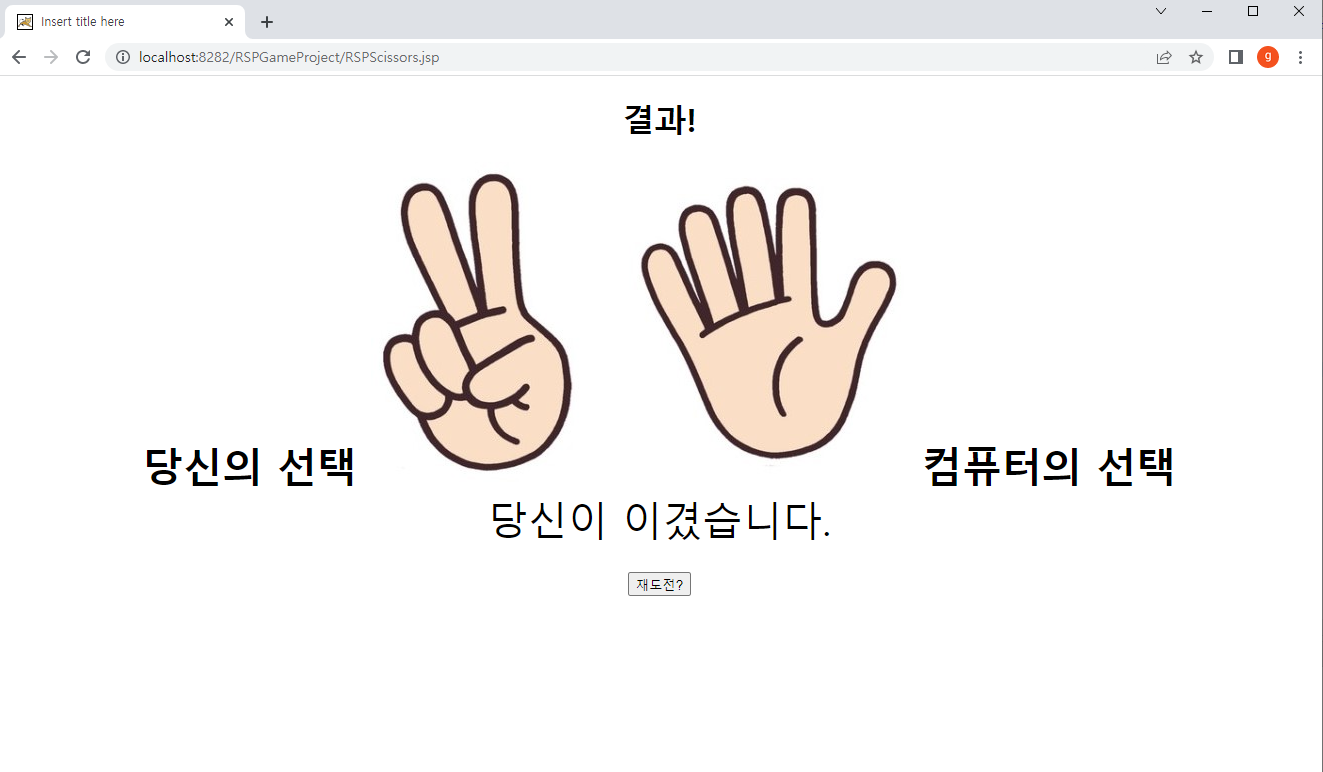 Insert title here
localhost:8282/RSPGameProject/RSPScissors.jsp
g
결과!
당신의 선택 컴퓨터의 선택
당신이 이겼습니다.
재도전?